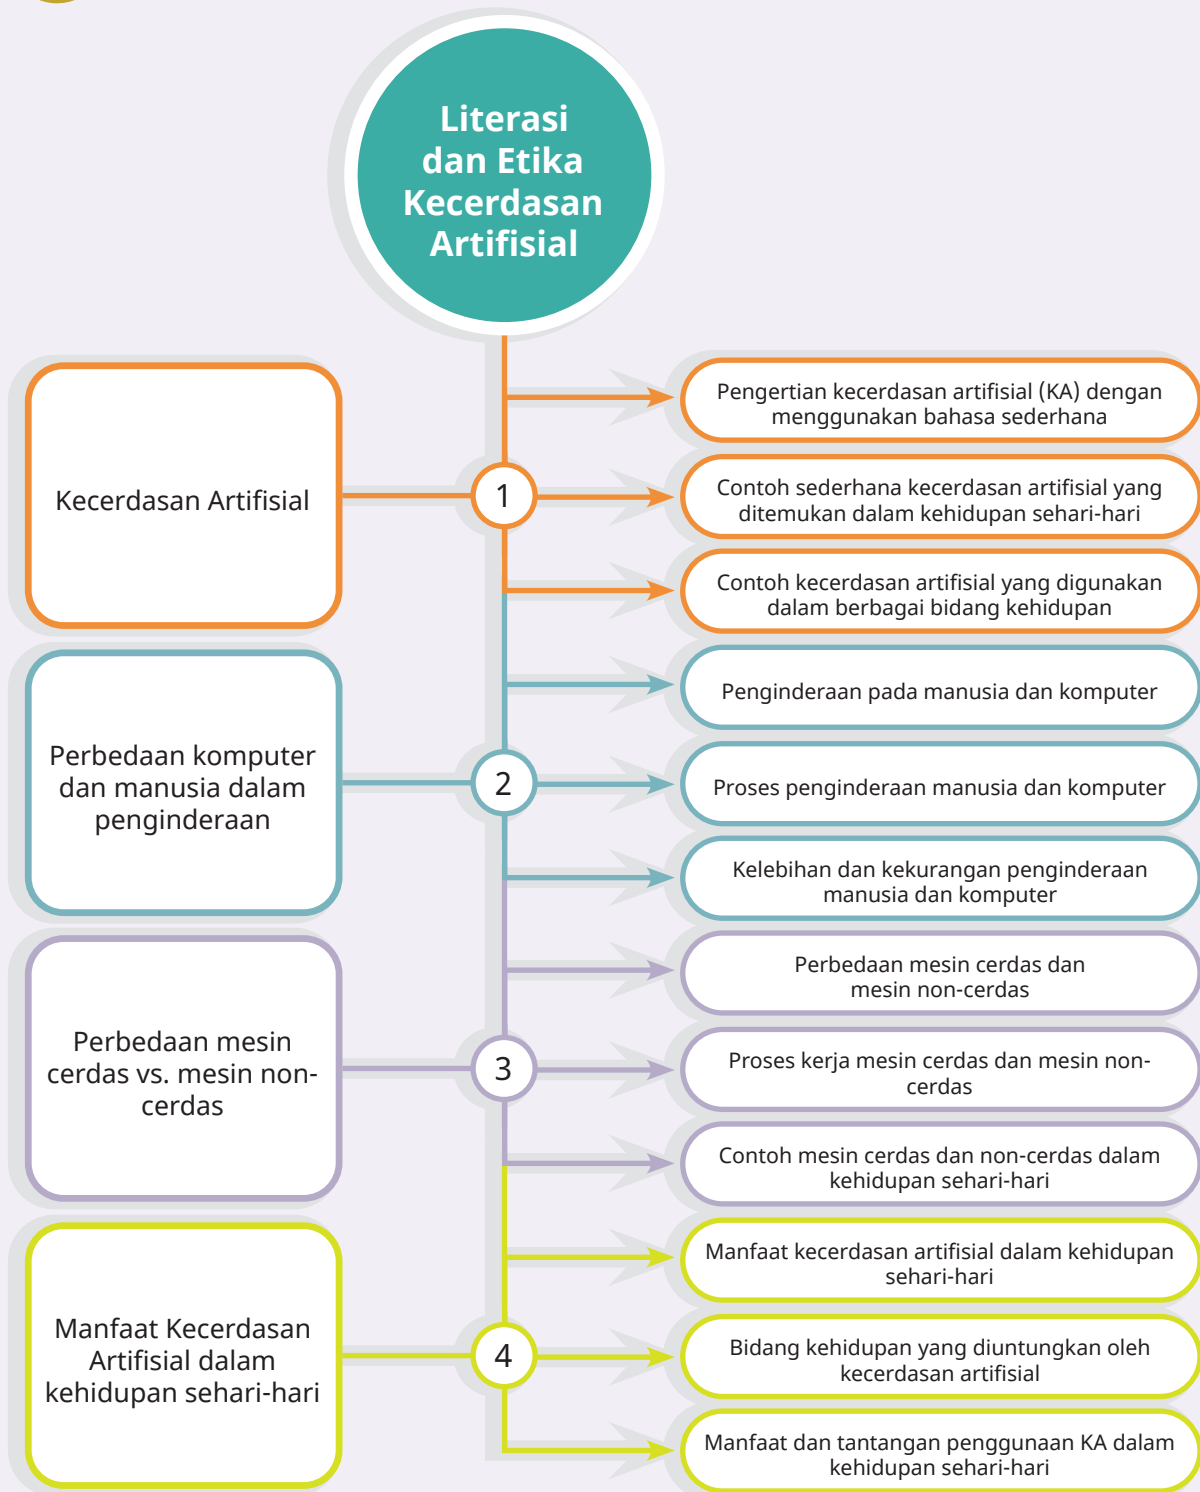 Literasi
dan Etika
Kecerdasan
Artifisial
Kecerdasan Artifisial
1
Pengertian kecerdasan artifisial (KA) dengan
menggunakan bahasa sederhana
Contoh sederhana kecerdasan artifisial yang
ditemukan dalam kehidupan sehari-hari
Contoh kecerdasan artifisial yang digunakan
dalam berbagai bidang kehidupan
Perbedaan komputer
dan manusia dalam
penginderaan
2
Penginderaan pada manusia dan komputer
Proses penginderaan manusia dan komputer
Kelebihan dan kekurangan penginderaan
manusia dan komputer
Perbedaan mesin
cerdas vs. mesin non-
cerdas
3
Perbedaan mesin cerdas dan
mesin non-cerdas
Proses kerja mesin cerdas dan mesin non-
cerdas
Contoh mesin cerdas dan non-cerdas dalam
kehidupan sehari-hari
Manfaat Kecerdasan
Artifisial dalam
kehidupan sehari-hari
4
Manfaat kecerdasan artifisial dalam kehidupan
sehari-hari
Bidang kehidupan yang diuntungkan oleh
kecerdasan artifisial
Manfaat dan tantangan penggunaan KA dalam
kehidupan sehari-hari